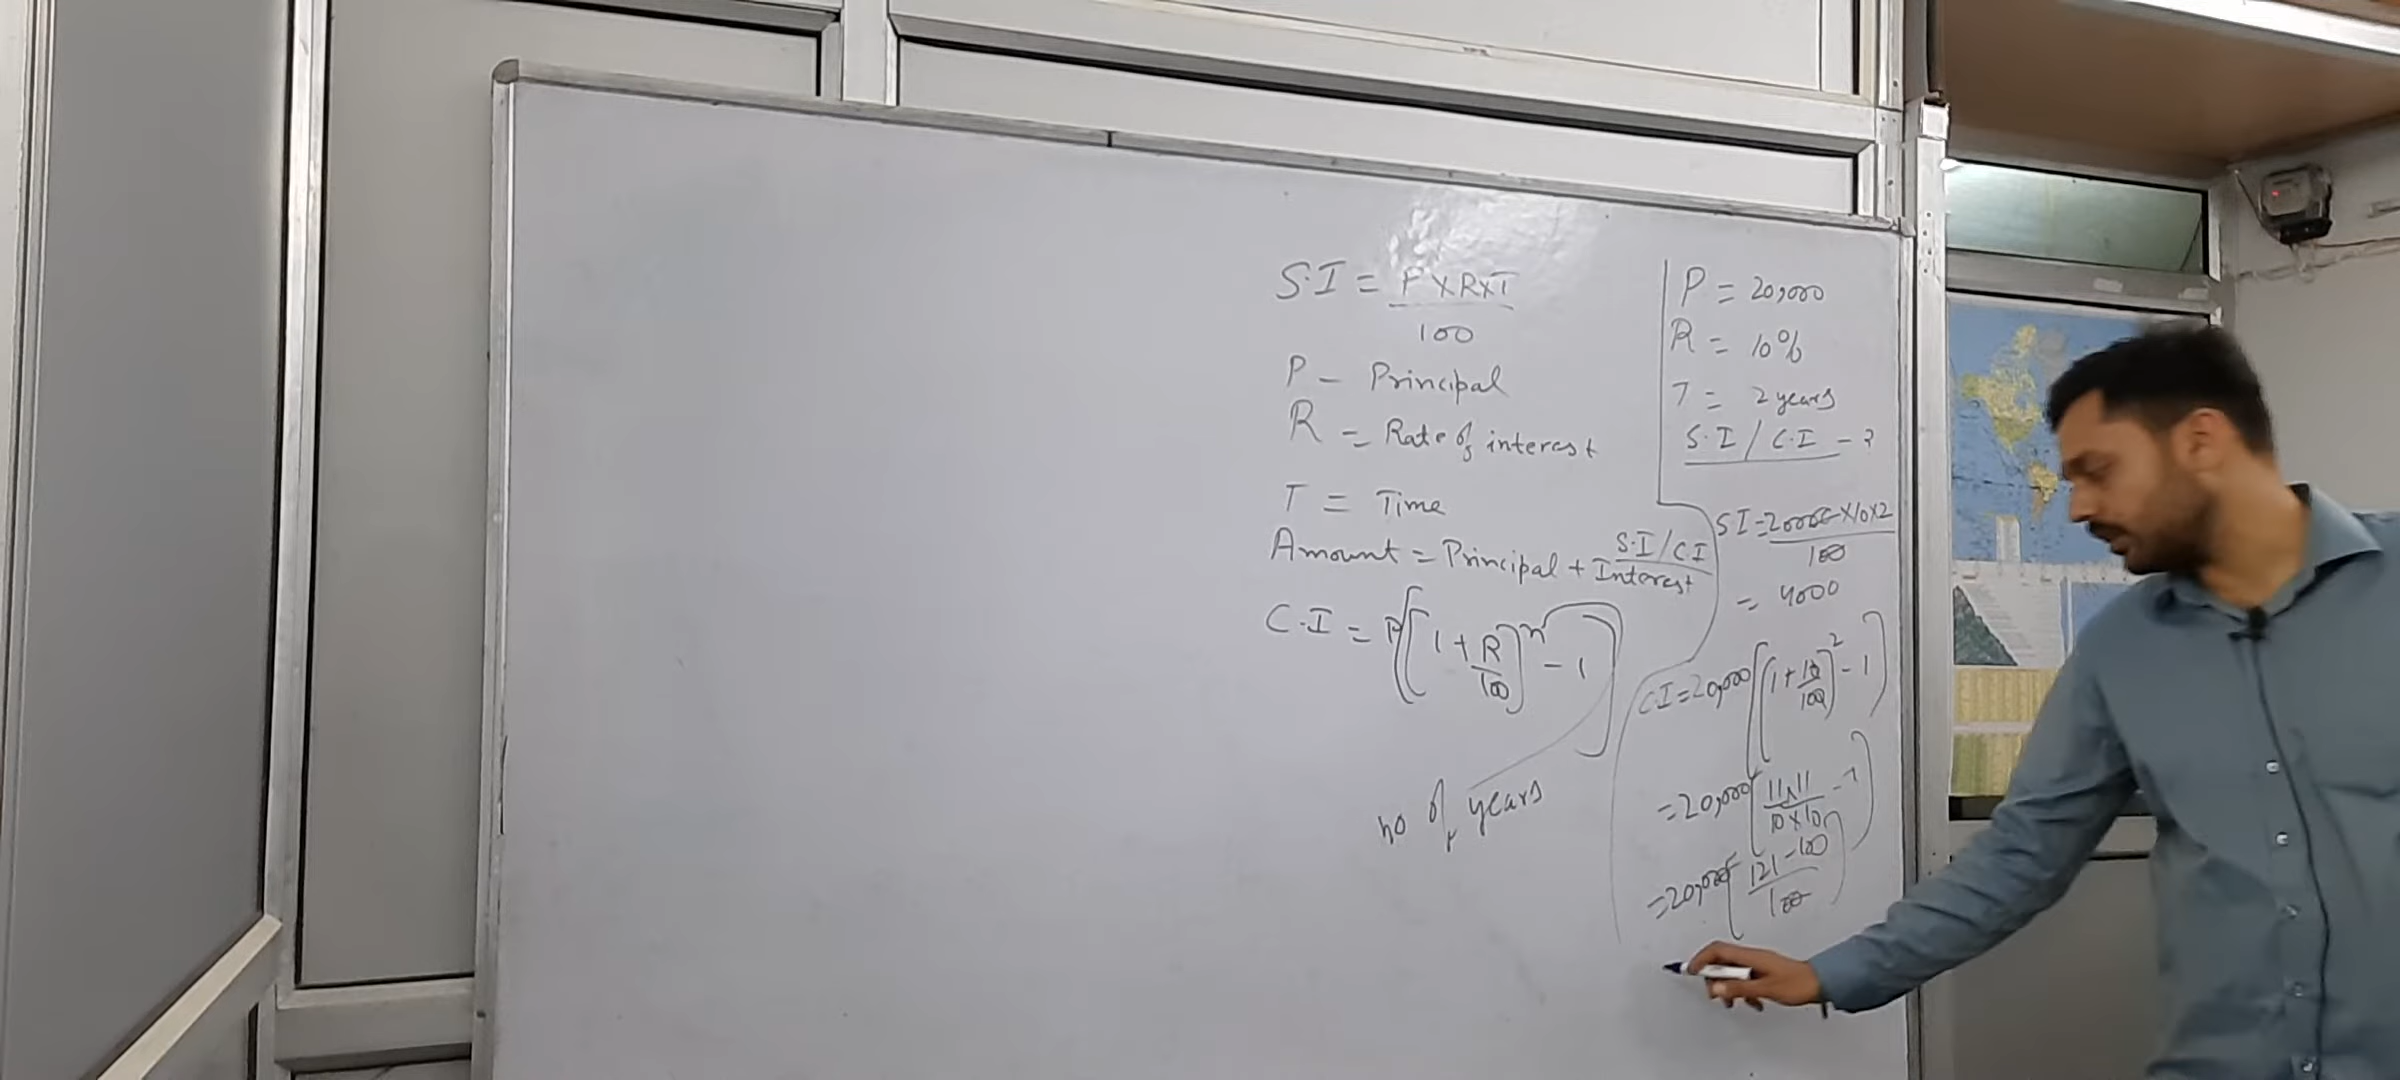 S.I = P X R X T
100
P - Principal
R = Rate of interest
T = Time
Amount = Principal + S.I / C.I
Interest
C.I = P [ [ 1 + R/100 ]^n - 1 ]
no of years
P = 20,000
R = 10%
T = 2 years
S.I / C.I - ?
S I = 20000 X 10 X 2
100
= 4000
C.I = 20,000 [ ( 1 + 10/100 )^2 - 1 ]
= 20,000 [ 11 x 11 / 10 x 10 - 1 ]
= 20,000 [ 121 - 100 / 100 ]